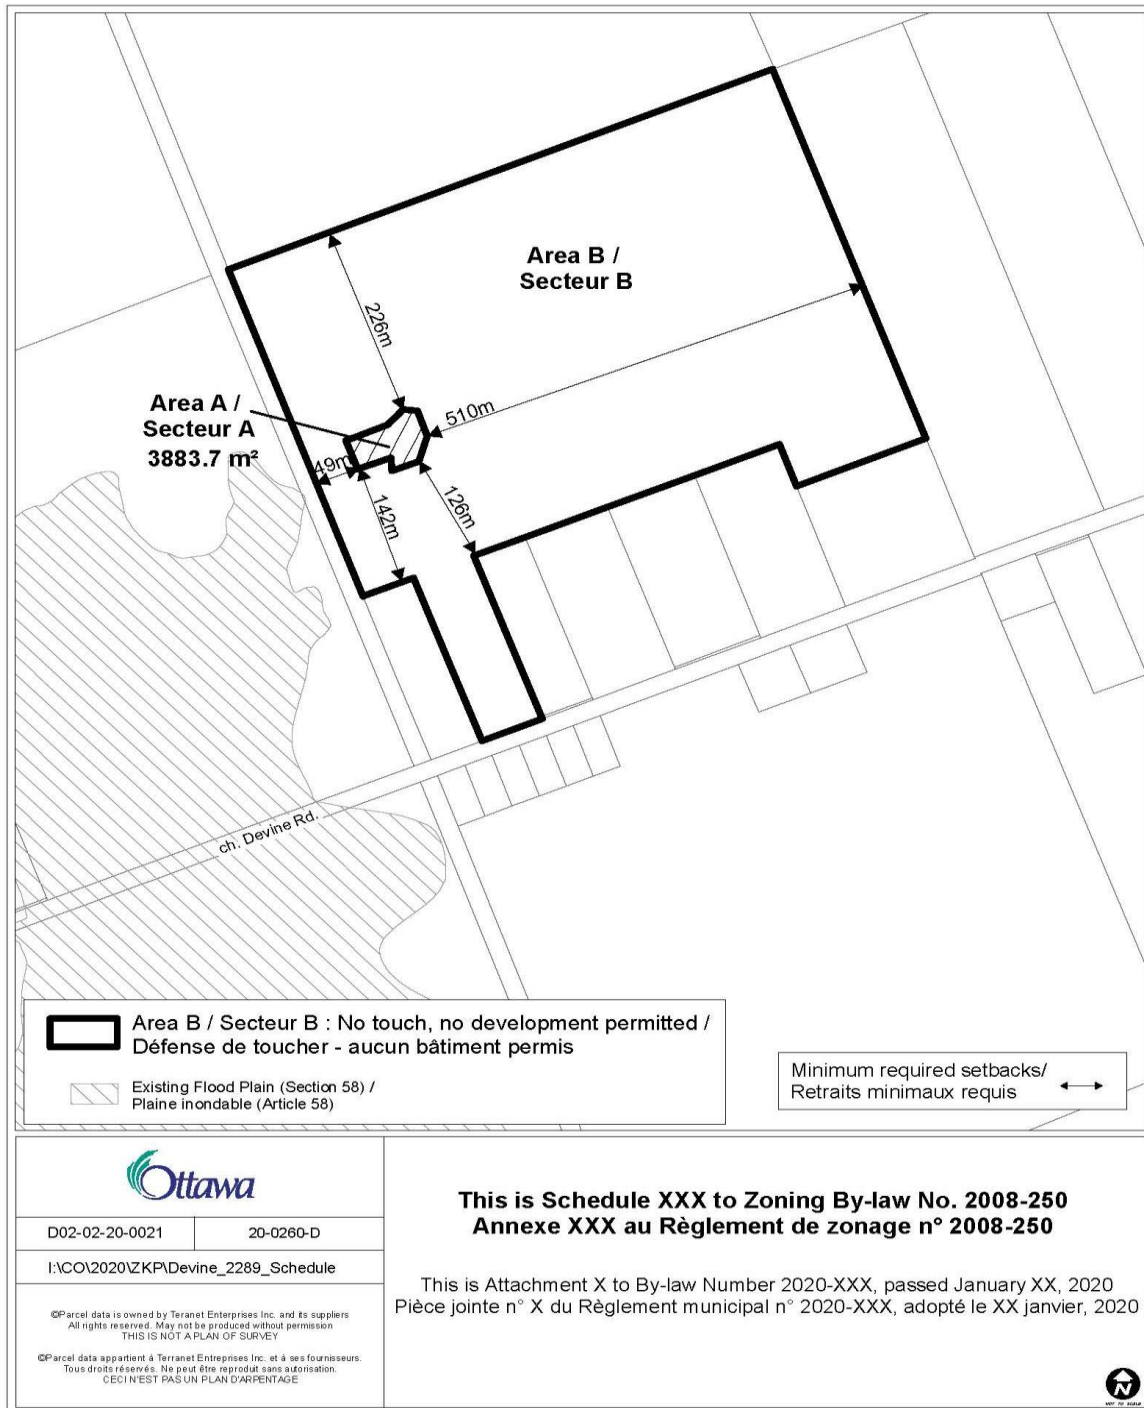 Area B /
Secteur B
226m
Area A /
Secteur A
3883.7 m²
510m
49m
142m
126m
ch. Devine Rd.
Area B / Secteur B : No touch, no development permitted /
Défense de toucher - aucun bâtiment permis
Existing Flood Plain (Section 58) /
Plaine inondable (Article 58)
Minimum required setbacks/
Retraits minimaux requis
Ottawa
D02-02-20-0021
20-0260-D
I:\CO\2020\ZKP\Devine_2289_Schedule
©Parcel data is owned by Teranet Enterprises Inc. and its suppliers
All rights reserved. May not be produced without permission
THIS IS NOT A PLAN OF SURVEY
©Parcel data appartient à Terranet Entreprises Inc. et à ses fournisseurs.
Tous droits réservés. Ne peut être reproduit sans autorisation.
CECI N'EST PAS UN PLAN D'ARPENTAGE
This is Schedule XXX to Zoning By-law No. 2008-250
Annexe XXX au Règlement de zonage n° 2008-250
This is Attachment X to By-law Number 2020-XXX, passed January XX, 2020
Pièce jointe n° X du Règlement municipal n° 2020-XXX, adopté le XX janvier, 2020
N
NOT TO SCALE